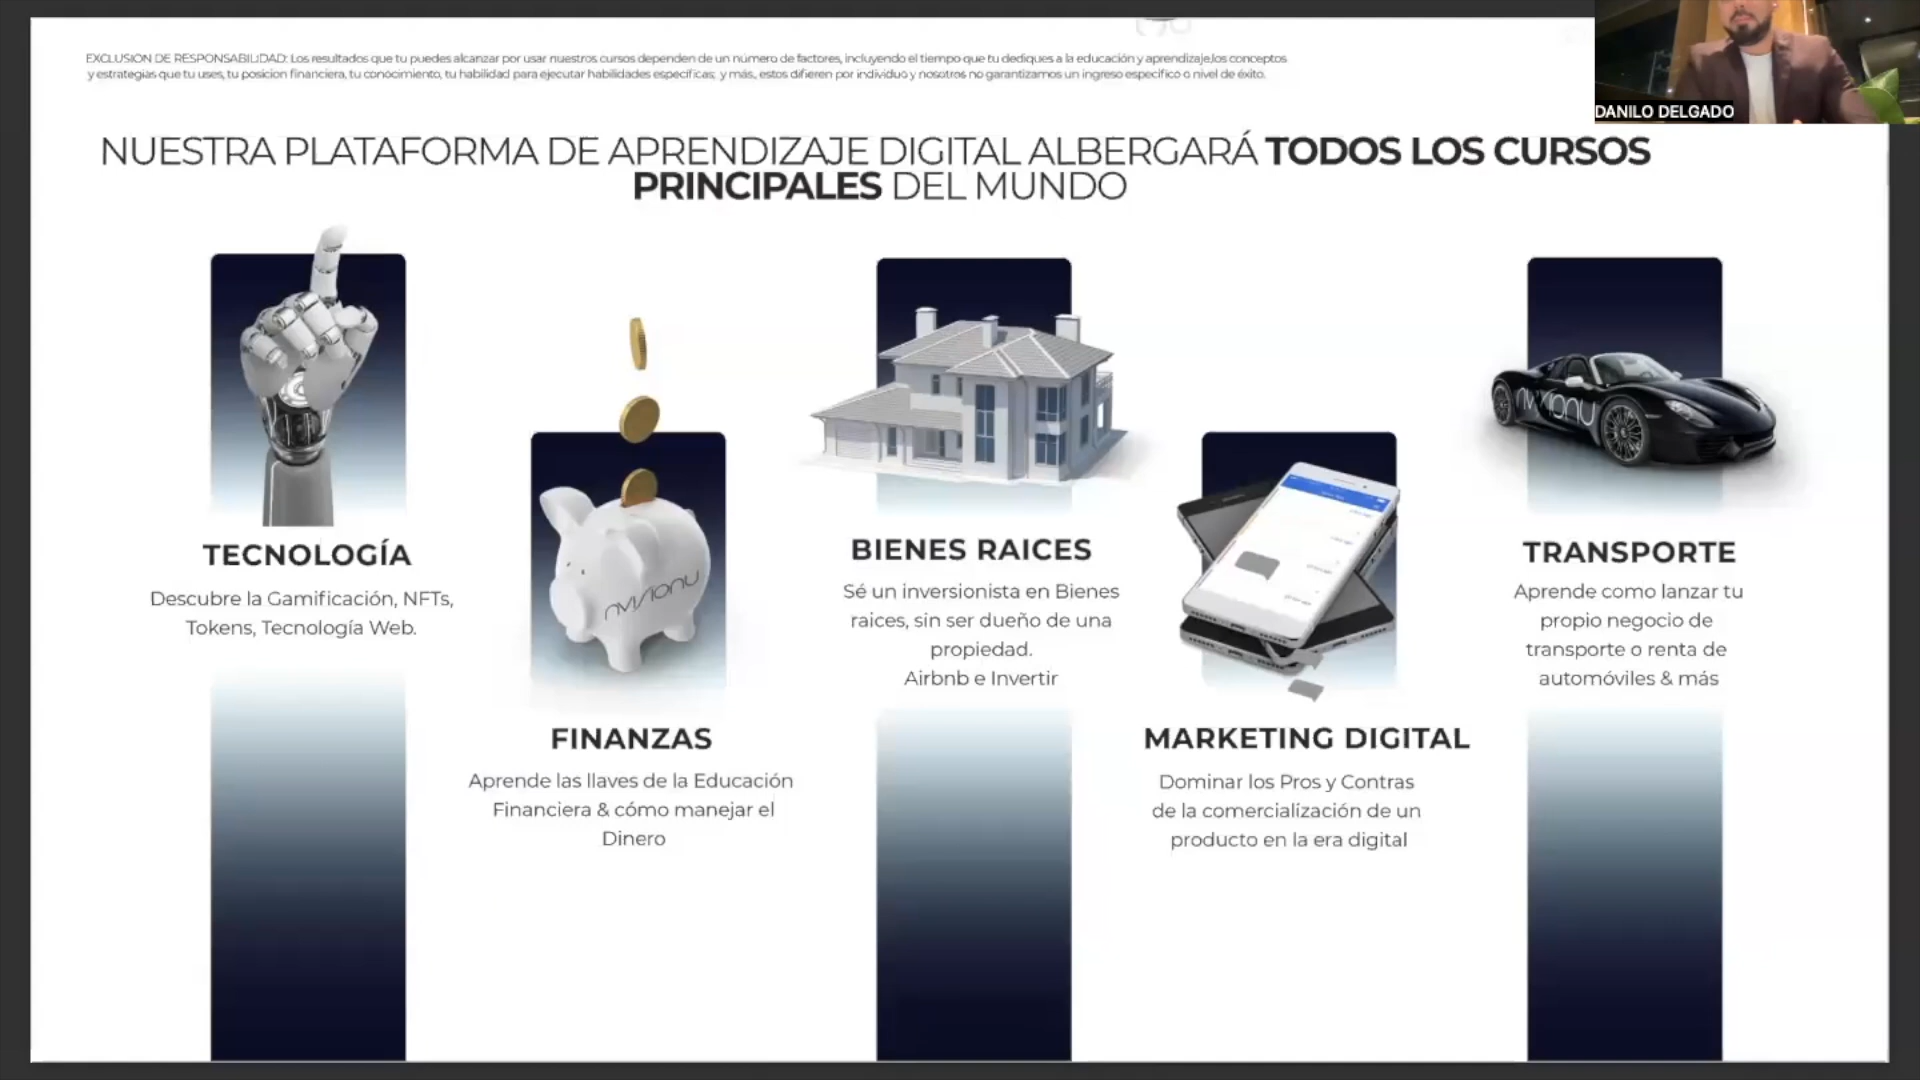 EXCLUSIÓN DE RESPONSABILIDAD: Los resultados que tu puedes alcanzar por usar nuestros cursos dependen de un número de factores, incluyendo el tiempo que tu dediques a la educación y aprendizaje,los conceptos
y estrategias que tu uses, tu posicion financiera, tu conocimiento, tu habilidad para ejecutar habilidades específicas; y más., estos difieren por individuo y nosotros no garantizamos un ingreso específico o nivel de éxito.
DANILO DELGADO
NUESTRA PLATAFORMA DE APRENDIZAJE DIGITAL ALBERGARÁ TODOS LOS CURSOS
PRINCIPALES DEL MUNDO
TECNOLOGÍA
Descubre la Gamificación, NFTs,
Tokens, Tecnología Web.
nvisionu
FINANZAS
Aprende las llaves de la Educación
Financiera & cómo manejar el
Dinero
BIENES RAICES
Sé un inversionista en Bienes
raices, sin ser dueño de una
propiedad.
Airbnb e Invertir
MARKETING DIGITAL
Dominar los Pros y Contras
de la comercialización de un
producto en la era digital
nvisionu
TRANSPORTE
Aprende como lanzar tu
propio negocio de
transporte o renta de
automóviles & más